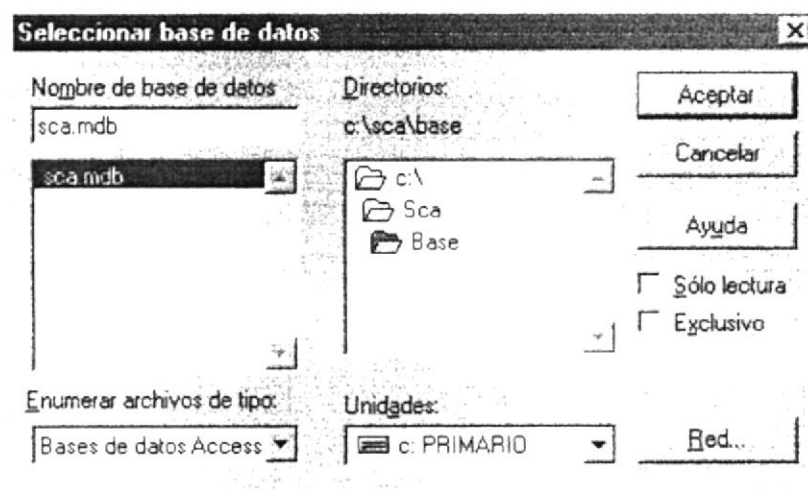 Seleccionar base de datos
Nombre de base de datos
sca.mdb
sca.mdb
Directorios:
c:\sca\base
c:\
Sca
Base
Aceptar
Cancelar
Ayuda
Sólo lectura
Exclusivo
Enumerar archivos de tipo:
Bases de datos Access
Unidades:
c: PRIMARIO
Red...